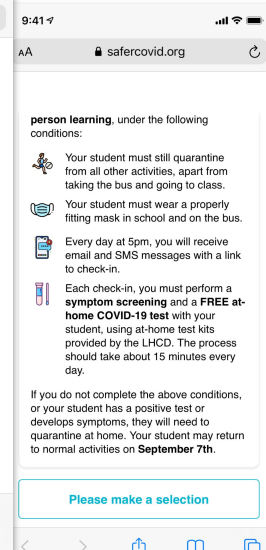 9:41
AA safercovid.org
person learning, under the following
conditions:
Your student must still quarantine
from all other activities, apart from
taking the bus and going to class.
Your student must wear a properly
fitting mask in school and on the bus.
Every day at 5pm, you will receive
email and SMS messages with a link
to check-in.
Each check-in, you must perform a
symptom screening and a FREE at-
home COVID-19 test with your
student, using at-home test kits
provided by the LHCD. The process
should take about 15 minutes every
day.
If you do not complete the above conditions,
or your student has a positive test or
develops symptoms, they will need to
quarantine at home. Your student may return
to normal activities on September 7th.
Please make a selection